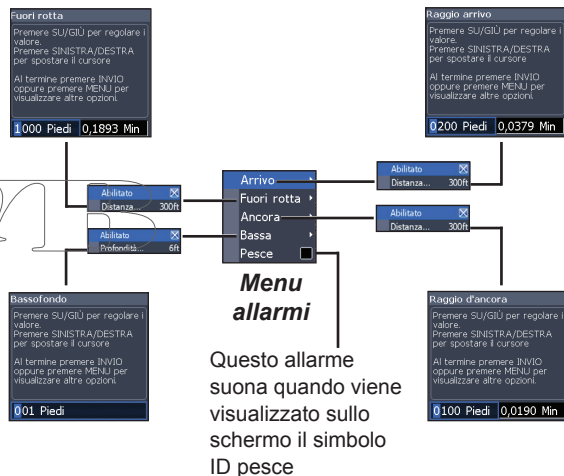 Fuori rotta
Premere SU/GIÙ per regolare i
valore.
Premere SINISTRA/DESTRA
per spostare il cursore
Al termine premere INVIO
oppure premere MENU per
visualizzare altre opzioni.
1000 Piedi 0,1893 Min
Raggio arrivo
Premere SU/GIÙ per regolare i
valore.
Premere SINISTRA/DESTRA
per spostare il cursore
Al termine premere INVIO
oppure premere MENU per
visualizzare altre opzioni.
0200 Piedi 0,0379 Min
Abilitato
Distanza... 300ft
Abilitato
Profondità... 6ft
Arrivo
Fuori rotta
Ancora
Bassa
Pesce
Abilitato
Distanza... 300ft
Abilitato
Distanza... 300ft
Menu
allarmi
Bassofondo
Premere SU/GIÙ per regolare i
valore.
Premere SINISTRA/DESTRA
per spostare il cursore
Al termine premere INVIO
oppure premere MENU per
visualizzare altre opzioni.
001 Piedi
Questo allarme
suona quando viene
visualizzato sullo
schermo il simbolo
ID pesce
Raggio d'ancora
Premere SU/GIÙ per regolare i
valore.
Premere SINISTRA/DESTRA
per spostare il cursore
Al termine premere INVIO
oppure premere MENU per
visualizzare altre opzioni.
0100 Piedi 0,0190 Min